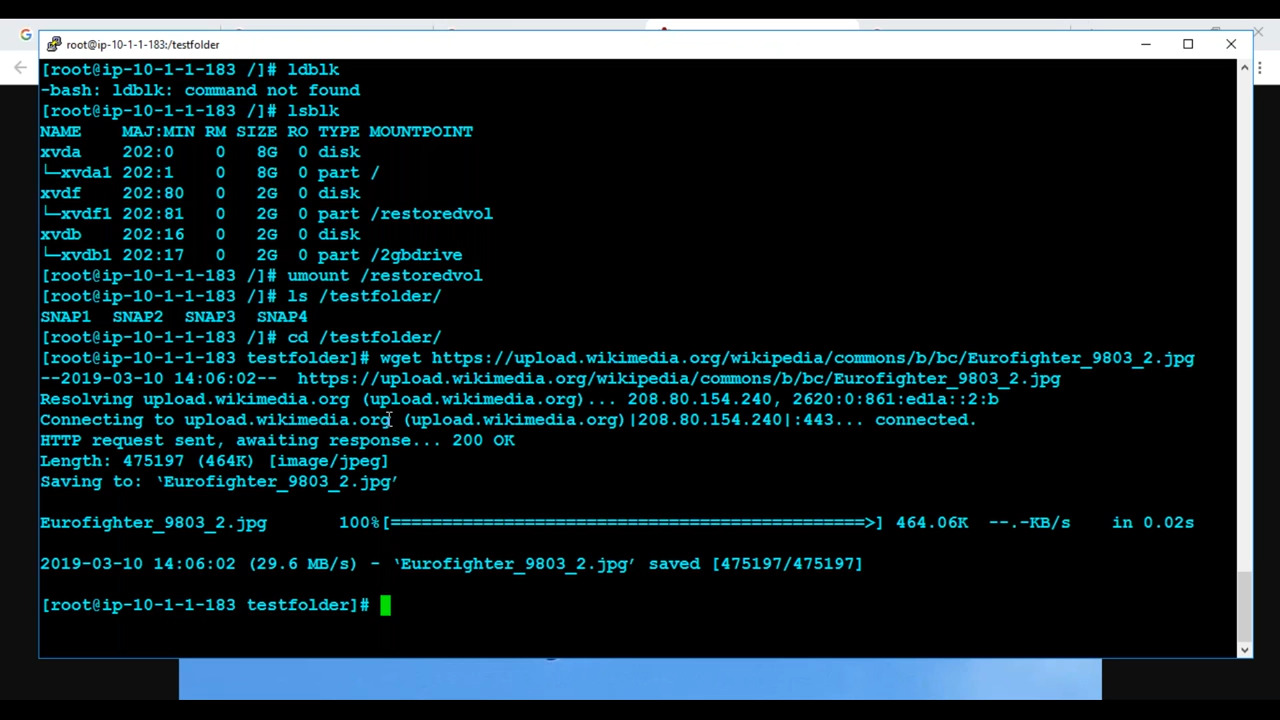 root@ip-10-1-1-183:/testfolder
[root@ip-10-1-1-183 /]# ldblk
-bash: ldblk: command not found
[root@ip-10-1-1-183 /]# lsblk
NAME    MAJ:MIN RM SIZE RO TYPE MOUNTPOINT
xvda    202:0    0   8G  0 disk
└─xvda1 202:1    0   8G  0 part /
xvdf    202:80   0   2G  0 disk
└─xvdf1 202:81   0   2G  0 part /restoredvol
xvdb    202:16   0   2G  0 disk
└─xvdb1 202:17   0   2G  0 part /2gbdrive
[root@ip-10-1-1-183 /]# umount /restoredvol
[root@ip-10-1-1-183 /]# ls /testfolder/
SNAP1  SNAP2  SNAP3  SNAP4
[root@ip-10-1-1-183 /]# cd /testfolder/
[root@ip-10-1-1-183 testfolder]# wget https://upload.wikimedia.org/wikipedia/commons/b/bc/Eurofighter_9803_2.jpg
--2019-03-10 14:06:02--  https://upload.wikimedia.org/wikipedia/commons/b/bc/Eurofighter_9803_2.jpg
Resolving upload.wikimedia.org (upload.wikimedia.org)... 208.80.154.240, 2620:0:861:ed1a::2:b
Connecting to upload.wikimedia.org (upload.wikimedia.org)|208.80.154.240|:443... connected.
HTTP request sent, awaiting response... 200 OK
Length: 475197 (464K) [image/jpeg]
Saving to: ‘Eurofighter_9803_2.jpg’
Eurofighter_9803_2.jpg       100%[==============================================>] 464.06K  --.-KB/s    in 0.02s
2019-03-10 14:06:02 (29.6 MB/s) - ‘Eurofighter_9803_2.jpg’ saved [475197/475197]
[root@ip-10-1-1-183 testfolder]#